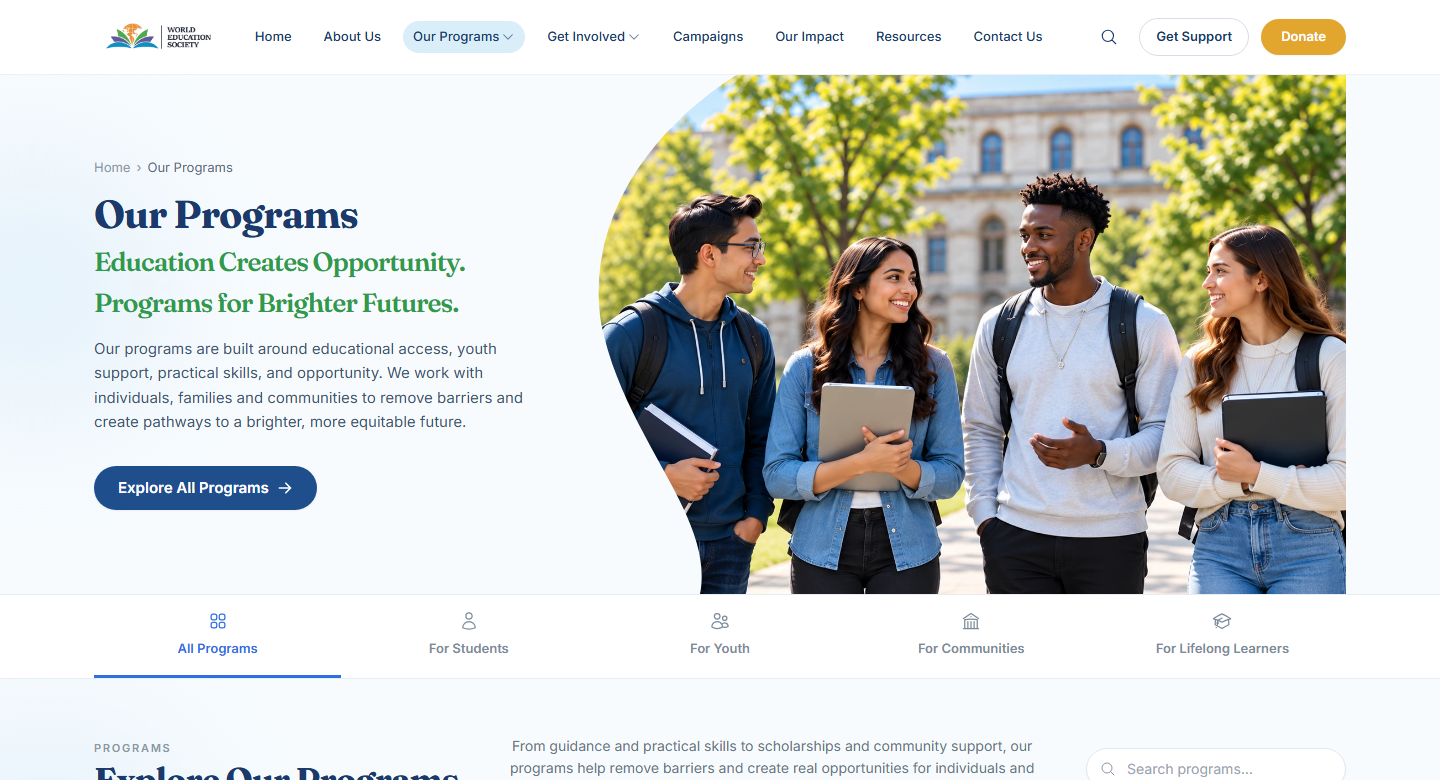 WORLD
EDUCATION
SOCIETY
Home
About Us
Our Programs
Get Involved
Campaigns
Our Impact
Resources
Contact Us
Get Support
Donate
Home › Our Programs
Our Programs
Education Creates Opportunity.
Programs for Brighter Futures.
Our programs are built around educational access, youth
support, practical skills, and opportunity. We work with
individuals, families and communities to remove barriers and
create pathways to a brighter, more equitable future.
Explore All Programs →
All Programs
For Students
For Youth
For Communities
For Lifelong Learners
PROGRAMS
Explore Our Programs
From guidance and practical skills to scholarships and community support, our
programs help remove barriers and create real opportunities for individuals and
Search programs...